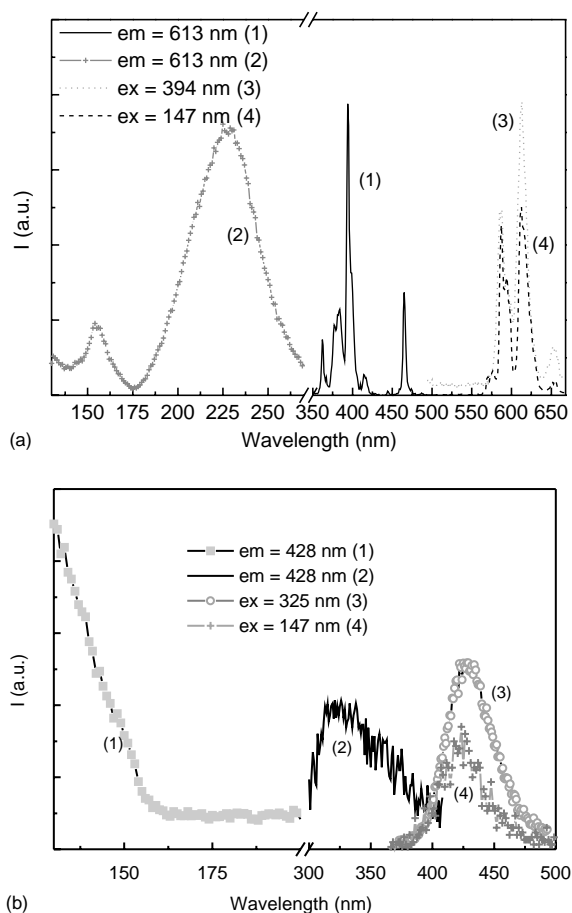 em = 613 nm (1)
em = 613 nm (2)
ex = 394 nm (3)
ex = 147 nm (4)
(3)
(1)
(4)
(2)
I (a.u.)
150 175 200 225 250 350 400 450 500 550 600 650
Wavelength (nm)
(a)
em = 428 nm (1)
em = 428 nm (2)
ex = 325 nm (3)
ex = 147 nm (4)
I (a.u.)
(3)
(1)
(2)
(4)
150 175 300 350 400 450 500
Wavelength (nm)
(b)